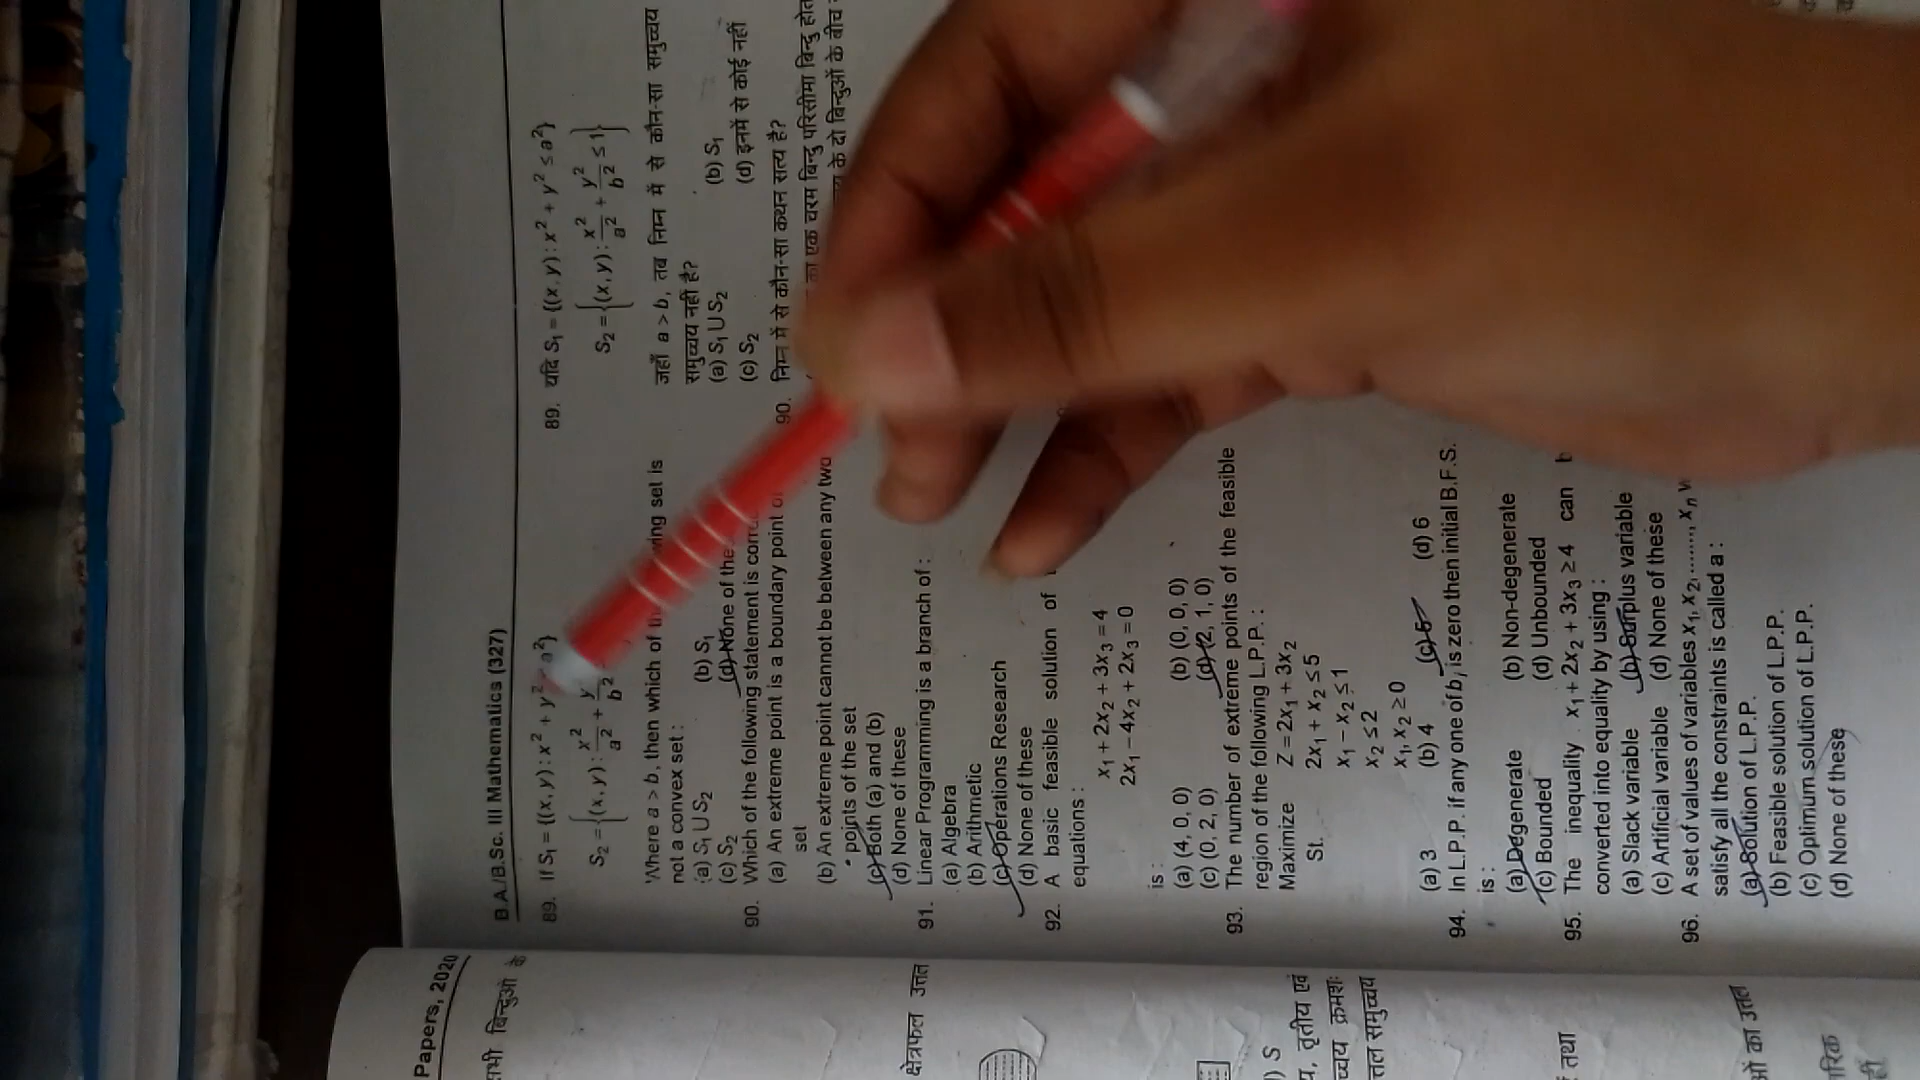 Papers, 2020
B.A./B.Sc. III Mathematics (327)
89. If S₁ = {(x, y) : x² + y² a²}
S₂ = {(x, y) : x²/a² + y/b²
Where a > b, then which of set is
not a convex set :
(a) S₁ U S₂ (b) S₁
(c) S₂ (d) None of the
90. Which of the following statement is
(a) An extreme point is a boundary point
set
(b) An extreme point cannot be between any two
points of the set
(c) Both (a) and (b)
(d) None of these
91. Linear Programming is a branch of :
(a) Algebra
(b) Arithmetic
(c) Operations Research
(d) None of these
92. A basic feasible solution of
equations :
x₁ + 2x₂ + 3x₃ = 4
2x₁ − 4x₂ + 2x₃ = 0
is :
(a) (4, 0, 0) (b) (0, 0, 0)
(c) (0, 2, 0) (d) (2, 1, 0)
93. The number of extreme points of the feasible
region of the following L.P.P. :
Maximize Z = 2x₁ + 3x₂
St. 2x₁ + x₂ ≤ 5
x₁ − x₂ ≤ 1
x₂ ≤ 2
x₁, x₂ ≥ 0
(a) 3 (b) 4 (c) 5 (d) 6
94. In L.P.P. if any one of bᵢ is zero then initial B.F.S.
is :
(a) Degenerate (b) Non-degenerate
(c) Bounded (d) Unbounded
95. The inequality x₁ + 2x₂ + 3x₃ ≥ 4 can b
converted into equality by using :
(a) Slack variable (b) Surplus variable
(c) Artificial variable (d) None of these
96. A set of values of variables x₁, x₂, ........, xₙ
satisfy all the constraints is called a :
(a) Solution of L.P.P.
(b) Feasible solution of L.P.P.
(c) Optimum solution of L.P.P.
(d) None of these
89. यदि S₁ = {(x, y) : x² + y² ≤ a²}
S₂ = {(x, y) : x²/a² + y²/b² ≤ 1}
जहाँ a > b, तब निम्न में से कौन-सा समुच्चय
समुच्चय नहीं है?
(a) S₁ U S₂ (b) S₁
(c) S₂ (d) इनमें से कोई नहीं
90. निम्न में से कौन-सा कथन सत्य है?
का एक चरम बिन्दु परिसीमा बिन्दु
के दो बिन्दुओं के बीच
बिन्दुओं के
क्षेत्रफल
तृतीय एवं
क्रमशः
समुच्चय
तथा
का